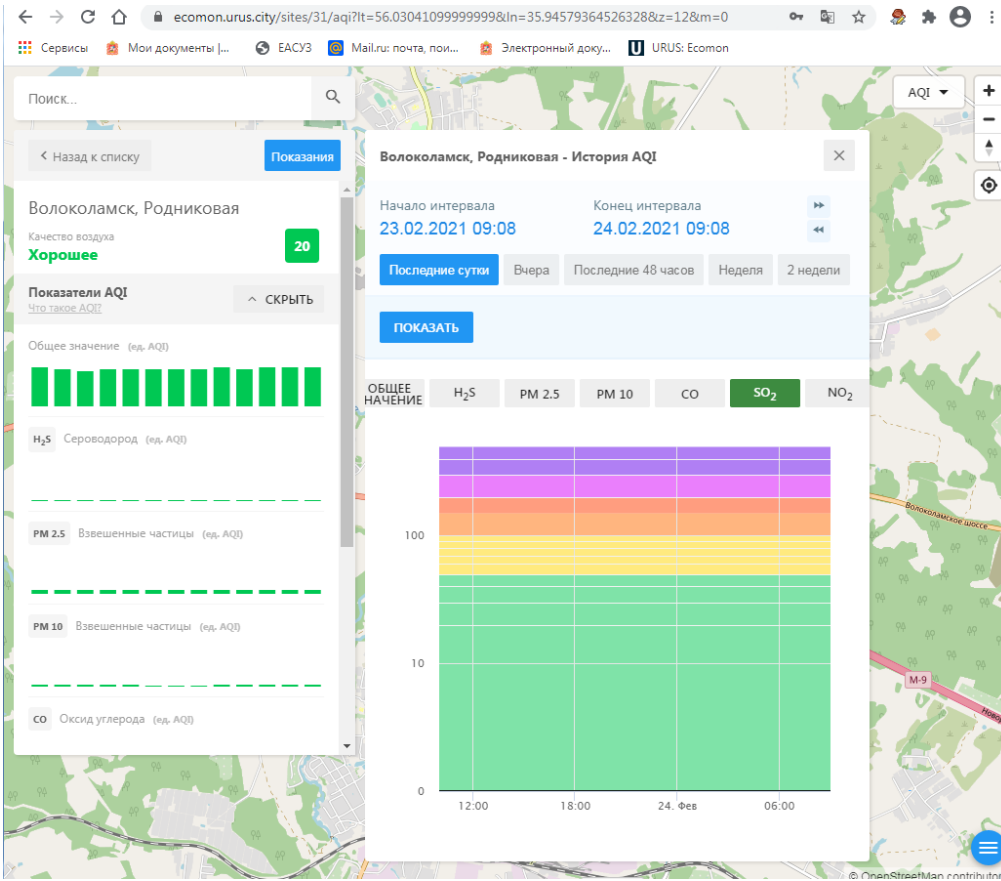 ecomon.urus.city/sites/31/aqi?lt=56.03041099999999&ln=35.94579364526328&z=12&m=0
Сервисы Мои документы |... ЕАСУЗ Mail.ru: почта, пои... Электронный доку... URUS: Ecomon
Поиск...
AQI
Назад к списку
Показания
Волоколамск, Родниковая
Качество воздуха
Хорошее
20
Показатели AQI
Что такое AQI?
СКРЫТЬ
Общее значение (ед. AQI)
H₂S Сероводород (ед. AQI)
PM 2.5 Взвешенные частицы (ед. AQI)
PM 10 Взвешенные частицы (ед. AQI)
CO Оксид углерода (ед. AQI)
Волоколамск, Родниковая - История AQI
Начало интервала Конец интервала
23.02.2021 09:08 24.02.2021 09:08
Последние сутки Вчера Последние 48 часов Неделя 2 недели
ПОКАЗАТЬ
ОБЩЕЕ
НАЧЕНИЕ H₂S PM 2.5 PM 10 CO SO₂ NO₂
100
10
0
12:00 18:00 24. Фев 06:00
Волоколамское шоссе
М-9
Новор
© OpenStreetMap contributor